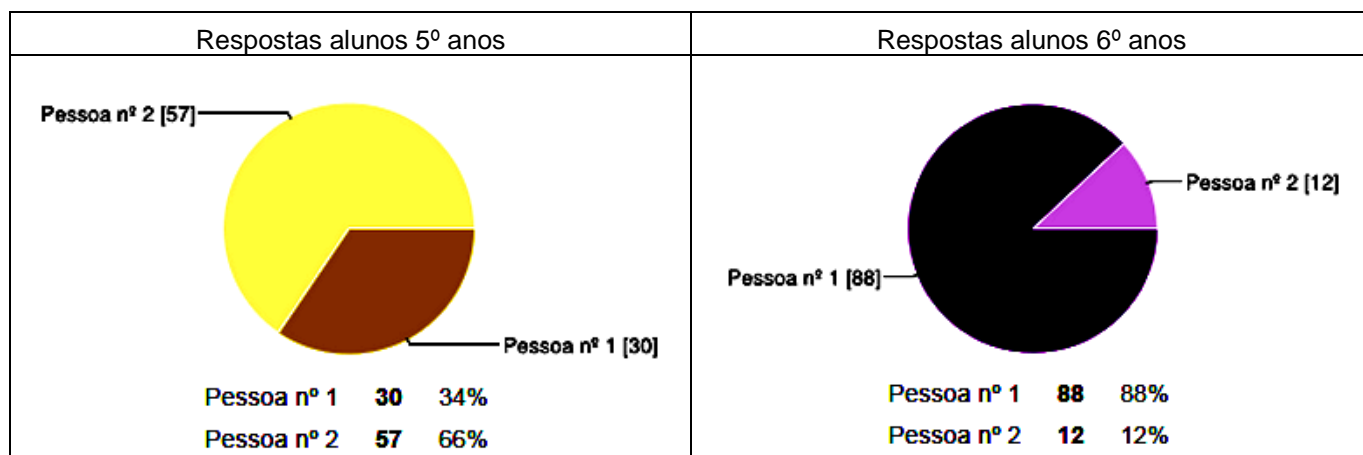 Respostas alunos 5º anos
Pessoa nº 2 [57]
Pessoa nº 1 [30]
Pessoa nº 1 30 34%
Pessoa nº 2 57 66%
Respostas alunos 6º anos
Pessoa nº 2 [12]
Pessoa nº 1 [88]
Pessoa nº 1 88 88%
Pessoa nº 2 12 12%